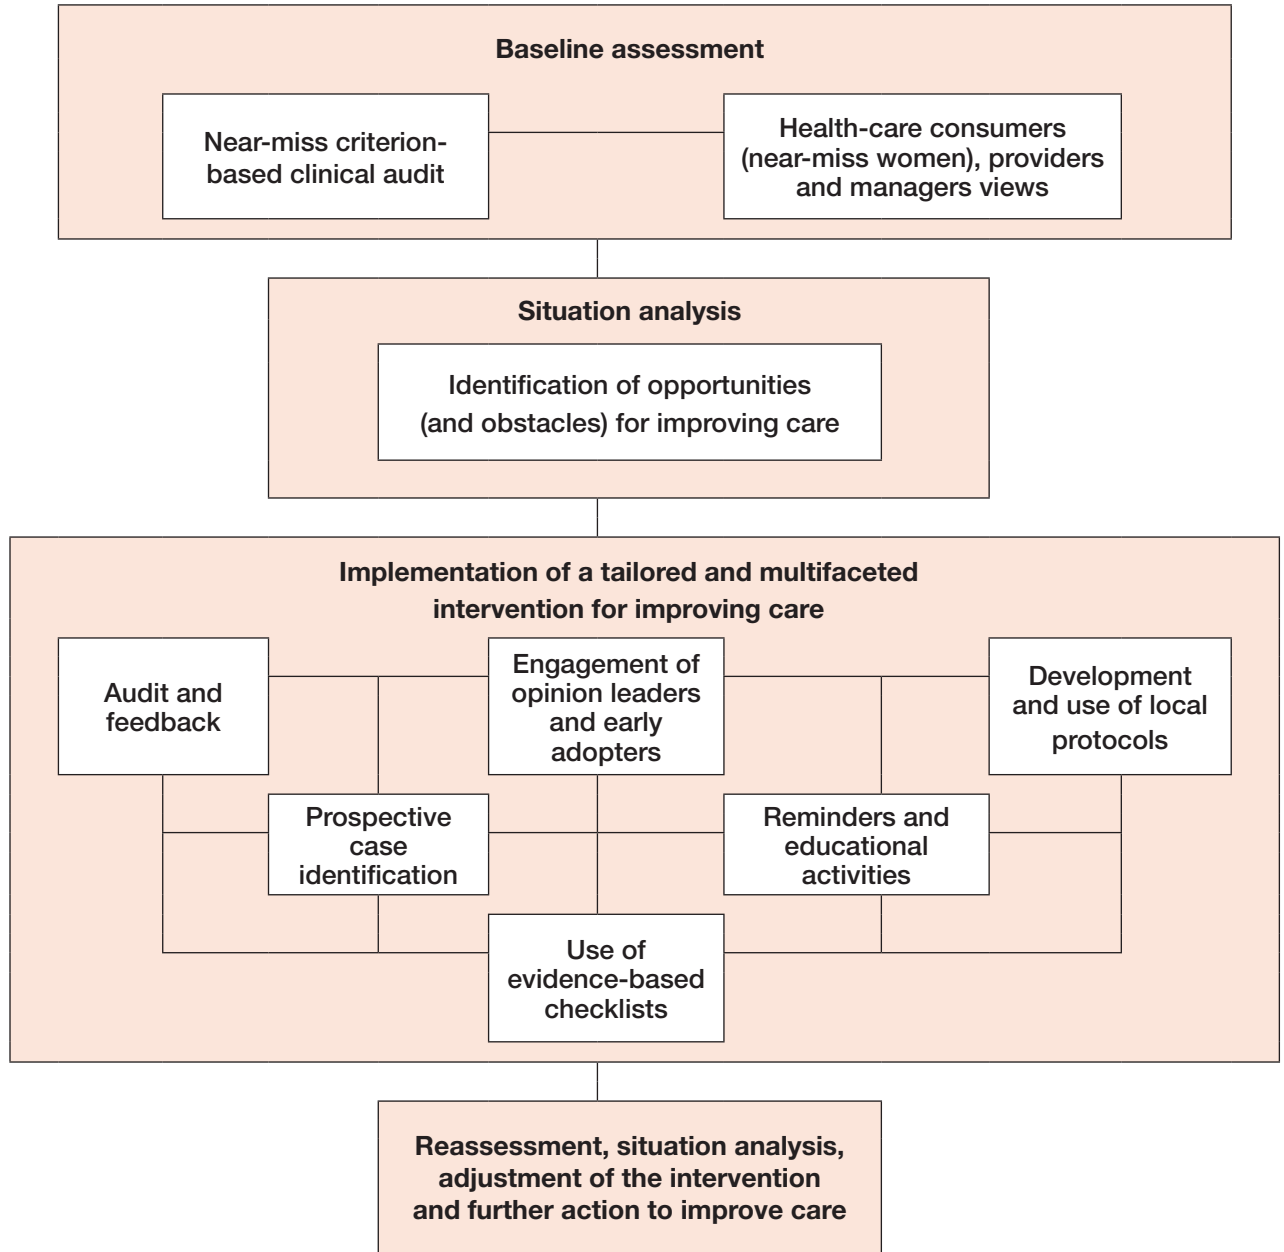 Baseline assessment
Near-miss criterion-
based clinical audit
Health-care consumers
(near-miss women), providers
and managers views
Situation analysis
Identification of opportunities
(and obstacles) for improving care
Implementation of a tailored and multifaceted
intervention for improving care
Audit and
feedback
Engagement of
opinion leaders
and early
adopters
Development
and use of local
protocols
Prospective
case
identification
Reminders and
educational
activities
Use of
evidence-based
checklists
Reassessment, situation analysis,
adjustment of the intervention
and further action to improve care